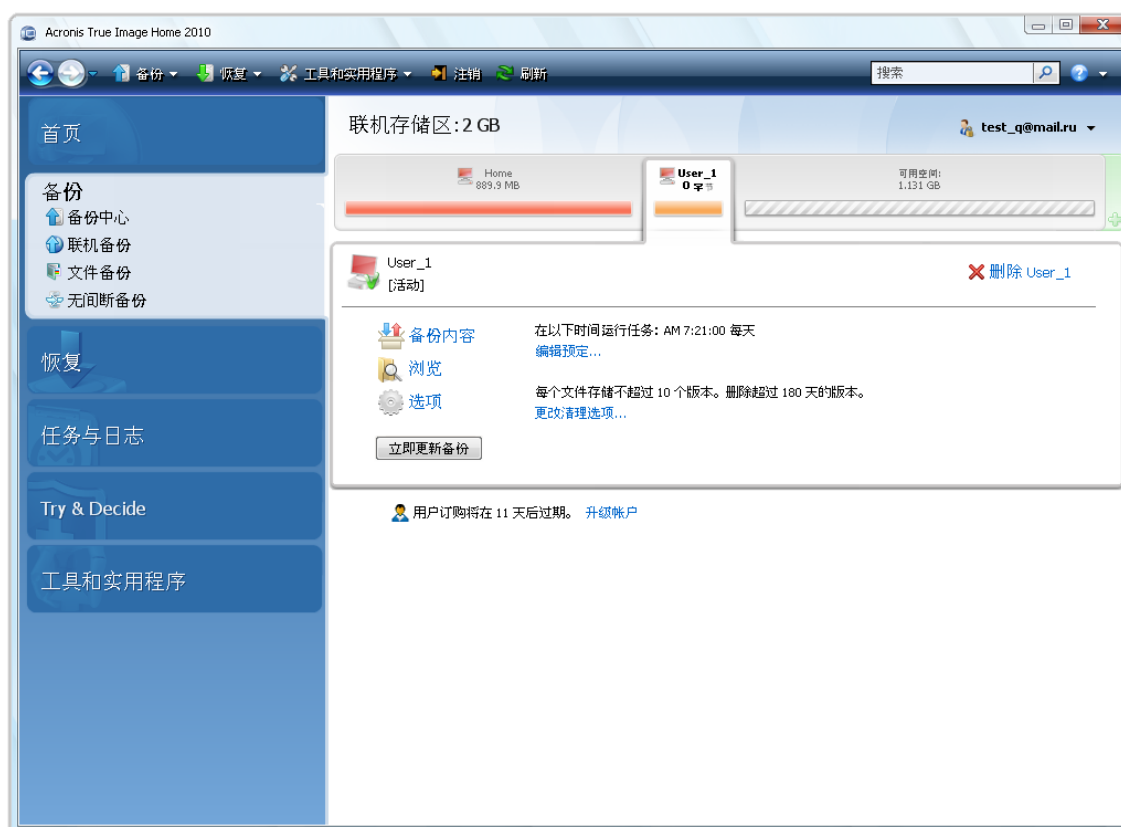 Acronis True Image Home 2010
备份 恢复 工具和实用程序 注销 刷新 搜索
首页
联机存储区: 2 GB
test_q@mail.ru
Home
889.9 MB
User_1
0 字节
可用空间:
1.131 GB
备份
备份中心
联机备份
文件备份
无间断备份
恢复
任务与日志
Try & Decide
工具和实用程序
User_1
[活动]
删除 User_1
备份内容
浏览
选项
在以下时间运行任务: AM 7:21:00 每天
编辑预定...
每个文件存储不超过 10 个版本。删除超过 180 天的版本。
更改清理选项...
立即更新备份
用户订购将在 11 天后过期。 升级帐户